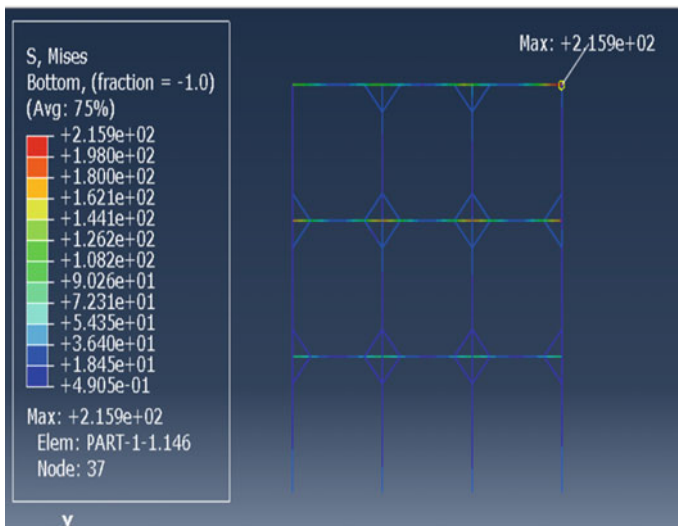 S, Mises
Bottom, (fraction = -1.0)
(Avg: 75%)
+2.159e+02
+1.980e+02
+1.800e+02
+1.621e+02
+1.441e+02
+1.262e+02
+1.082e+02
+9.026e+01
+7.231e+01
+5.435e+01
+3.640e+01
+1.845e+01
+4.905e-01
Max: +2.159e+02
Elem: PART-1-1.146
Node: 37
Max: +2.159e+02
Y